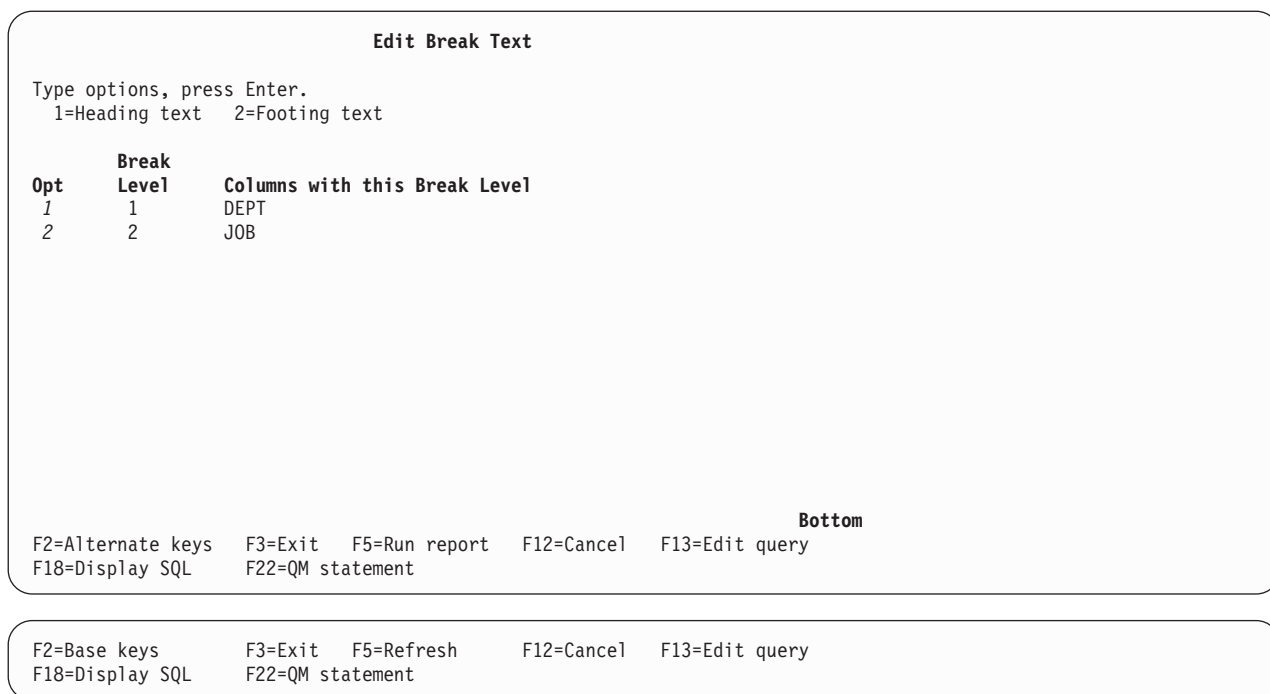 Edit Break Text
Type options, press Enter.
1=Heading text 2=Footing text
Break
Opt Level Columns with this Break Level
1 1 DEPT
2 2 JOB
Bottom
F2=Alternate keys F3=Exit F5=Run report F12=Cancel F13=Edit query
F18=Display SQL F22=QM statement
F2=Base keys F3=Exit F5=Refresh F12=Cancel F13=Edit query
F18=Display SQL F22=QM statement